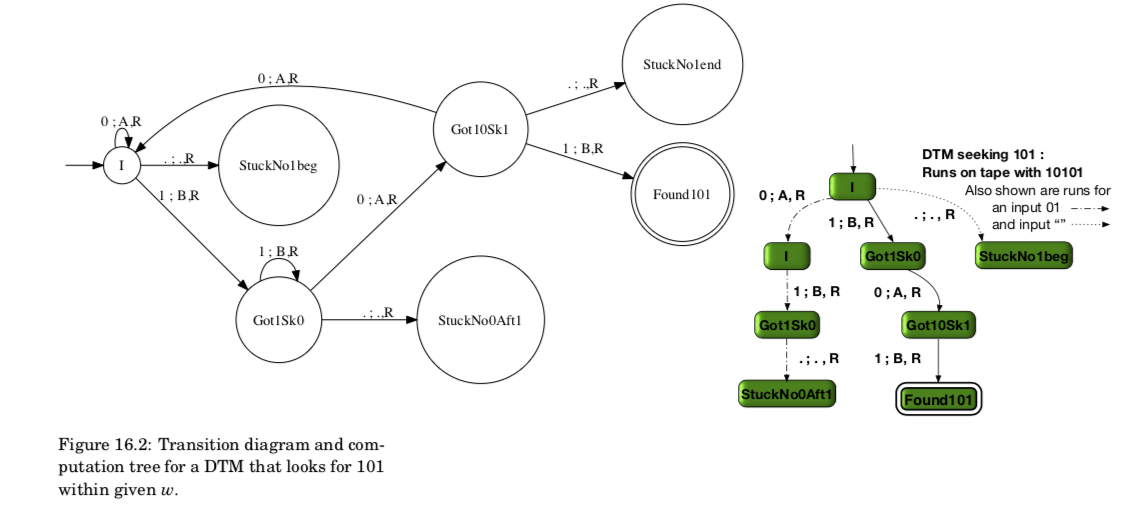 StuckNo1end
0 ; A,R
. ; .,R
0 ; A,R
Got10Sk1
I
. ; .,R
StuckNo1beg
1 ; B,R
Found101
1 ; B,R
0 ; A,R
1 ; B,R
Got1Sk0
. ; .,R
StuckNo0Aft1
DTM seeking 101 :
Runs on tape with 10101
Also shown are runs for
an input 01
and input “”
I
0 ; A, R
1 ; B, R
. ; . , R
I
Got1Sk0
StuckNo1beg
1 ; B, R
0 ; A, R
Got1Sk0
Got10Sk1
. ; . , R
1 ; B, R
StuckNo0Aft1
Found101
Figure 16.2: Transition diagram and com-
putation tree for a DTM that looks for 101
within given w.